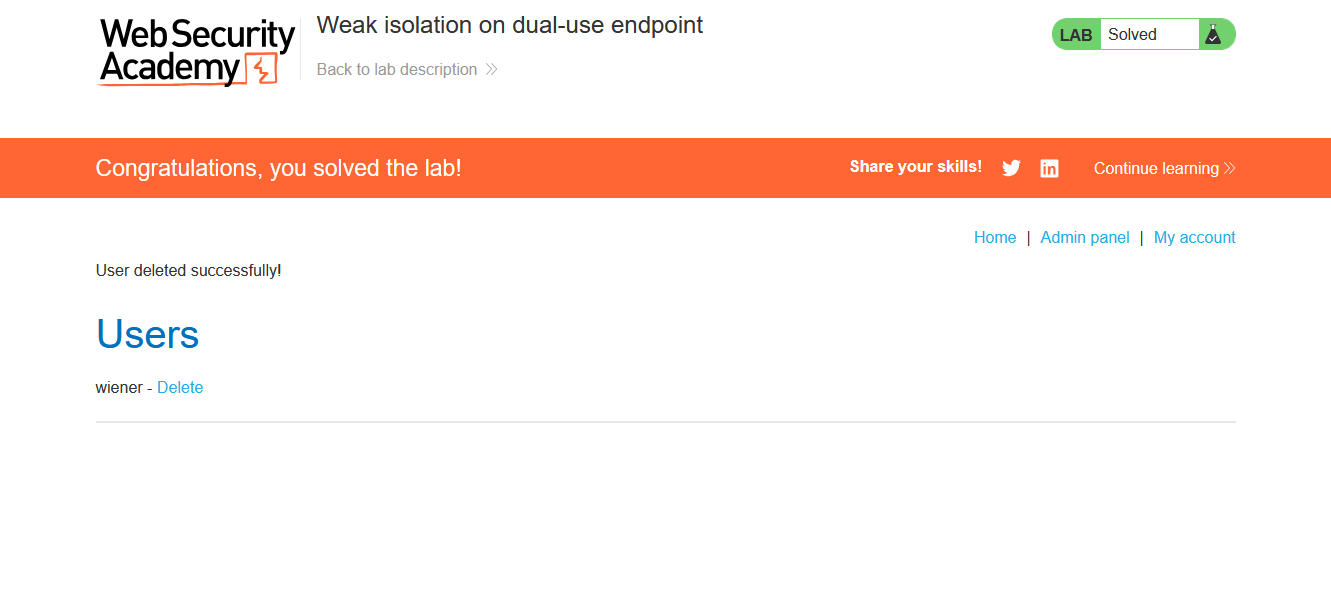 Web Security
Academy
Weak isolation on dual-use endpoint
Back to lab description
LAB Solved
Congratulations, you solved the lab!
Share your skills!
in
Continue learning
Home | Admin panel | My account
User deleted successfully!
Users
wiener - Delete